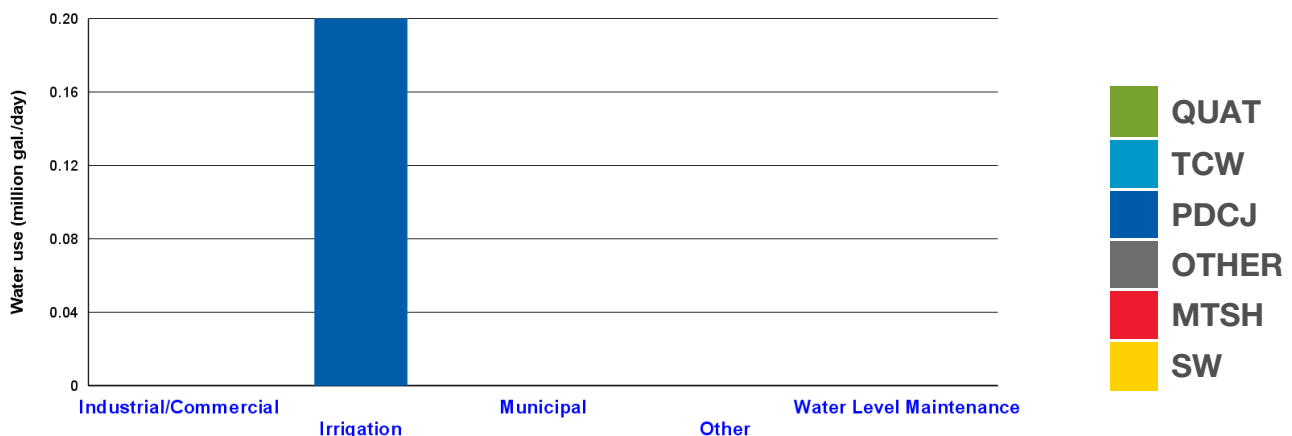 Water use (million gal./day)
0.20
0.16
0.12
0.08
0.04
0
Industrial/Commercial
Irrigation
Municipal
Other
Water Level Maintenance
QUAT
TCW
PDCJ
OTHER
MTSH
SW